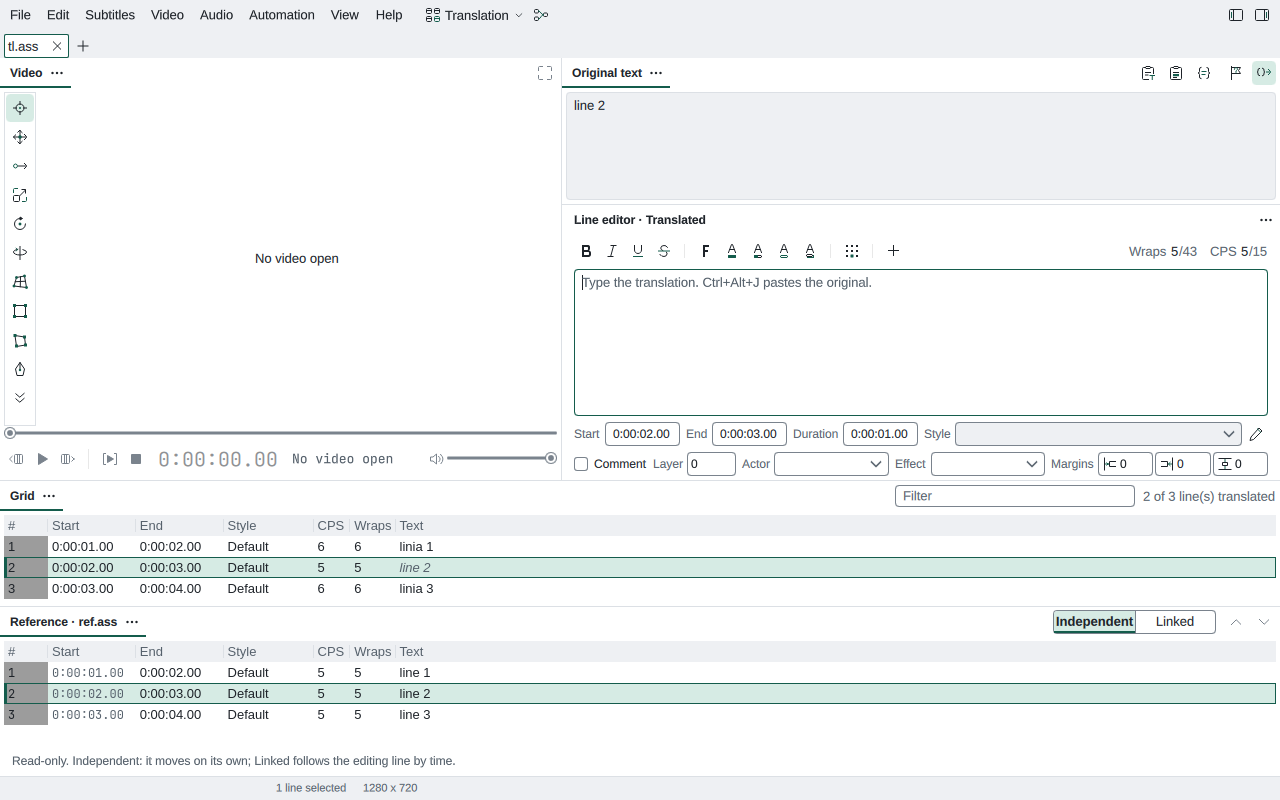 File Edit Subtitles Video Audio Automation View Help Translation
tl.ass
Video
Original text
line 2
No video open
Line editor · Translated
B I U S F A A A A Wraps 5/43 CPS 5/15
Type the translation. Ctrl+Alt+J pastes the original.
Start 0:00:02.00 End 0:00:03.00 Duration 0:00:01.00 Style
0:00:00.00 No video open
Comment Layer 0 Actor Effect Margins 0 0 0
Grid Filter 2 of 3 line(s) translated
# Start End Style CPS Wraps Text
1 0:00:01.00 0:00:02.00 Default 6 6 linia 1
2 0:00:02.00 0:00:03.00 Default 5 5 line 2
3 0:00:03.00 0:00:04.00 Default 6 6 linia 3
Reference · ref.ass Independent Linked
# Start End Style CPS Wraps Text
1 0:00:01.00 0:00:02.00 Default 5 5 line 1
2 0:00:02.00 0:00:03.00 Default 5 5 line 2
3 0:00:03.00 0:00:04.00 Default 5 5 line 3
Read-only. Independent: it moves on its own; Linked follows the editing line by time.
1 line selected 1280 x 720